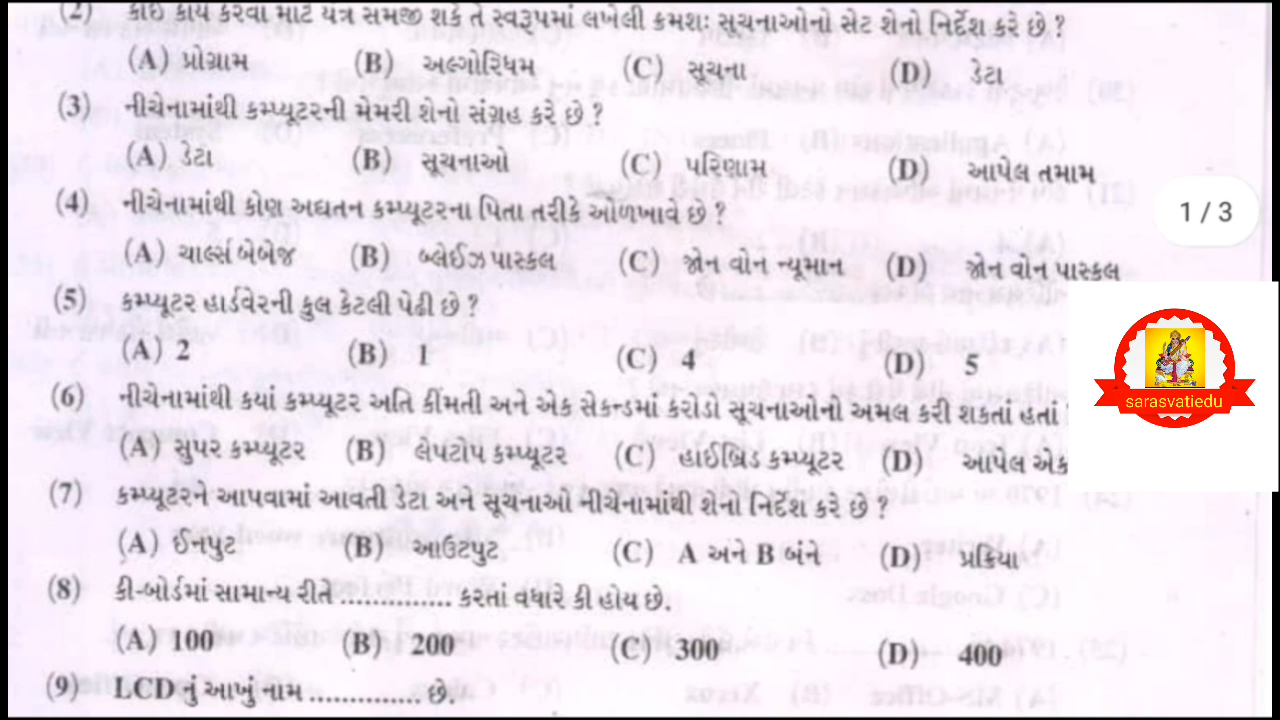 (2) કોઈ કાર્ય કરવા માટે યંત્ર સમજી શકે તે સ્વરૂપમાં લખેલી ક્રમશઃ સૂચનાઓનો સેટ શેનો નિર્દેશ કરે છે ?
(A) પ્રોગ્રામ (B) અલ્ગોરિધમ (C) સૂચના (D) ડેટા
(3) નીચેનામાંથી કમ્પ્યૂટરની મેમરી શેનો સંગ્રહ કરે છે ?
(A) ડેટા (B) સૂચનાઓ (C) પરિણામ (D) આપેલ તમામ
(4) નીચેનામાંથી કોણ અદ્યતન કમ્પ્યૂટરના પિતા તરીકે ઓળખાવે છે ?
1 / 3
(A) ચાર્લ્સ બેબેજ (B) બ્લેઈઝ પાસ્કલ (C) જોન વોન ન્યૂમાન (D) જોન વોન પાસ્કલ
(5) કમ્પ્યૂટર હાર્ડવેરની કુલ કેટલી પેઢી છે ?
(A) 2 (B) 1 (C) 4 (D) 5
(6) નીચેનામાંથી કયાં કમ્પ્યૂટર અતિ કીંમતી અને એક સેકન્ડમાં કરોડો સૂચનાઓનો અમલ કરી શકતાં હતાં
sarasvatiedu
(A) સુપર કમ્પ્યૂટર (B) લેપટોપ કમ્પ્યૂટર (C) હાઈબ્રિડ કમ્પ્યૂટર (D) આપેલ એક
(7) કમ્પ્યૂટરને આપવામાં આવતી ડેટા અને સૂચનાઓ મીચેનામાંથી શેનો નિર્દેશ કરે છે ?
(A) ઈનપુટ (B) આઉટપુટ (C) A અને B બંને (D) પ્રક્રિયા
(8) કી-બોર્ડમાં સામાન્ય રીતે .............. કરતાં વધારે કી હોય છે.
(A) 100 (B) 200 (C) 300 (D) 400
(9) LCDનું આખું નામ .............. છે.